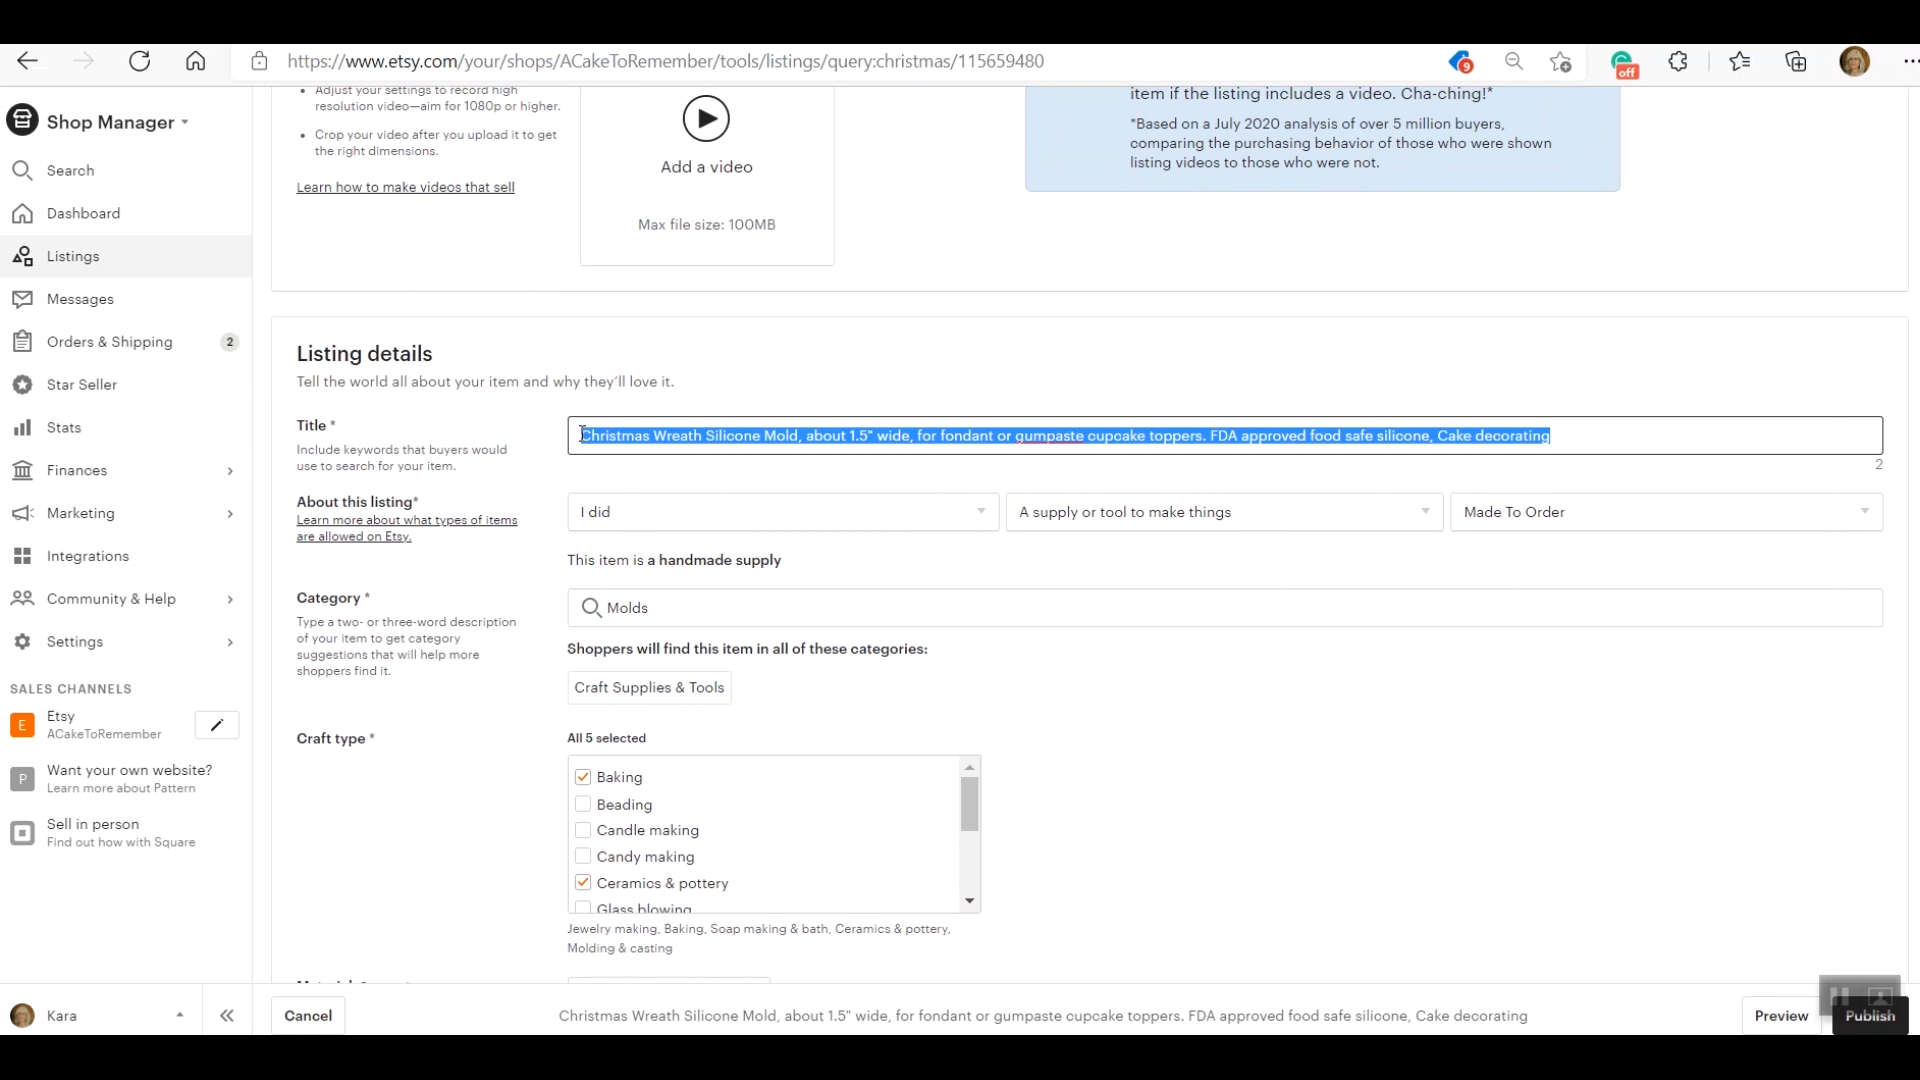 https://www.etsy.com/your/shops/ACakeToRemember/tools/listings/query:christmas/115659480
9
off
Shop Manager
Search
Dashboard
Listings
Messages
Orders & Shipping
2
Star Seller
Stats
Finances
Marketing
Integrations
Community & Help
Settings
SALES CHANNELS
E
Etsy
ACakeToRemember
P
Want your own website?
Learn more about Pattern
Sell in person
Find out how with Square
Kara
Adjust your settings to record high
resolution video—aim for 1080p or higher.
Crop your video after you upload it to get
the right dimensions.
Learn how to make videos that sell
Add a video
Max file size: 100MB
item if the listing includes a video. Cha-ching!*
*Based on a July 2020 analysis of over 5 million buyers,
comparing the purchasing behavior of those who were shown
listing videos to those who were not.
Listing details
Tell the world all about your item and why they'll love it.
Title *
Include keywords that buyers would
use to search for your item.
Christmas Wreath Silicone Mold, about 1.5" wide, for fondant or gumpaste cupcake toppers. FDA approved food safe silicone, Cake decorating
2
About this listing*
Learn more about what types of items
are allowed on Etsy.
I did
A supply or tool to make things
Made To Order
This item is a handmade supply
Category *
Type a two- or three-word description
of your item to get category
suggestions that will help more
shoppers find it.
Molds
Shoppers will find this item in all of these categories:
Craft Supplies & Tools
Craft type *
All 5 selected
Baking
Beading
Candle making
Candy making
Ceramics & pottery
Glass blowing
Jewelry making, Baking, Soap making & bath, Ceramics & pottery,
Molding & casting
Cancel
Christmas Wreath Silicone Mold, about 1.5" wide, for fondant or gumpaste cupcake toppers. FDA approved food safe silicone, Cake decorating
Preview
Publish